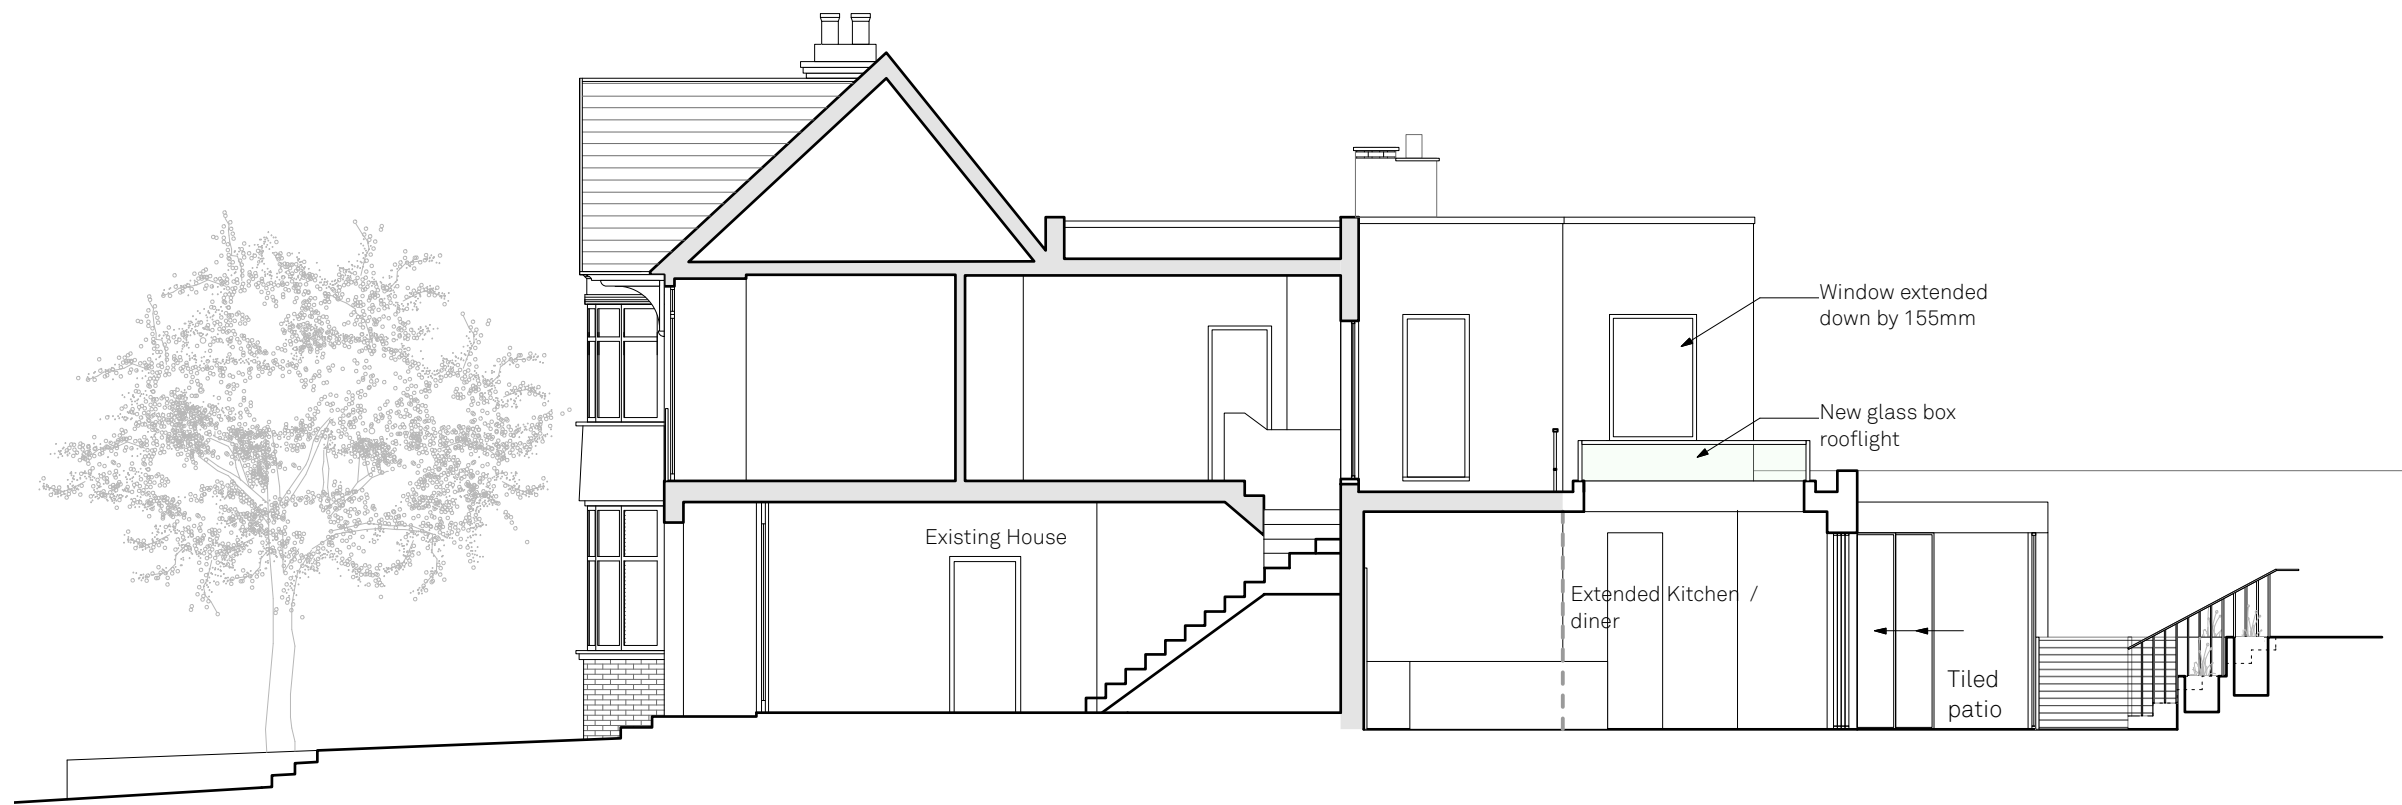 Window extended
down by 155mm
New glass box
rooflight
Existing House
Extended Kitchen /
diner
Tiled
patio